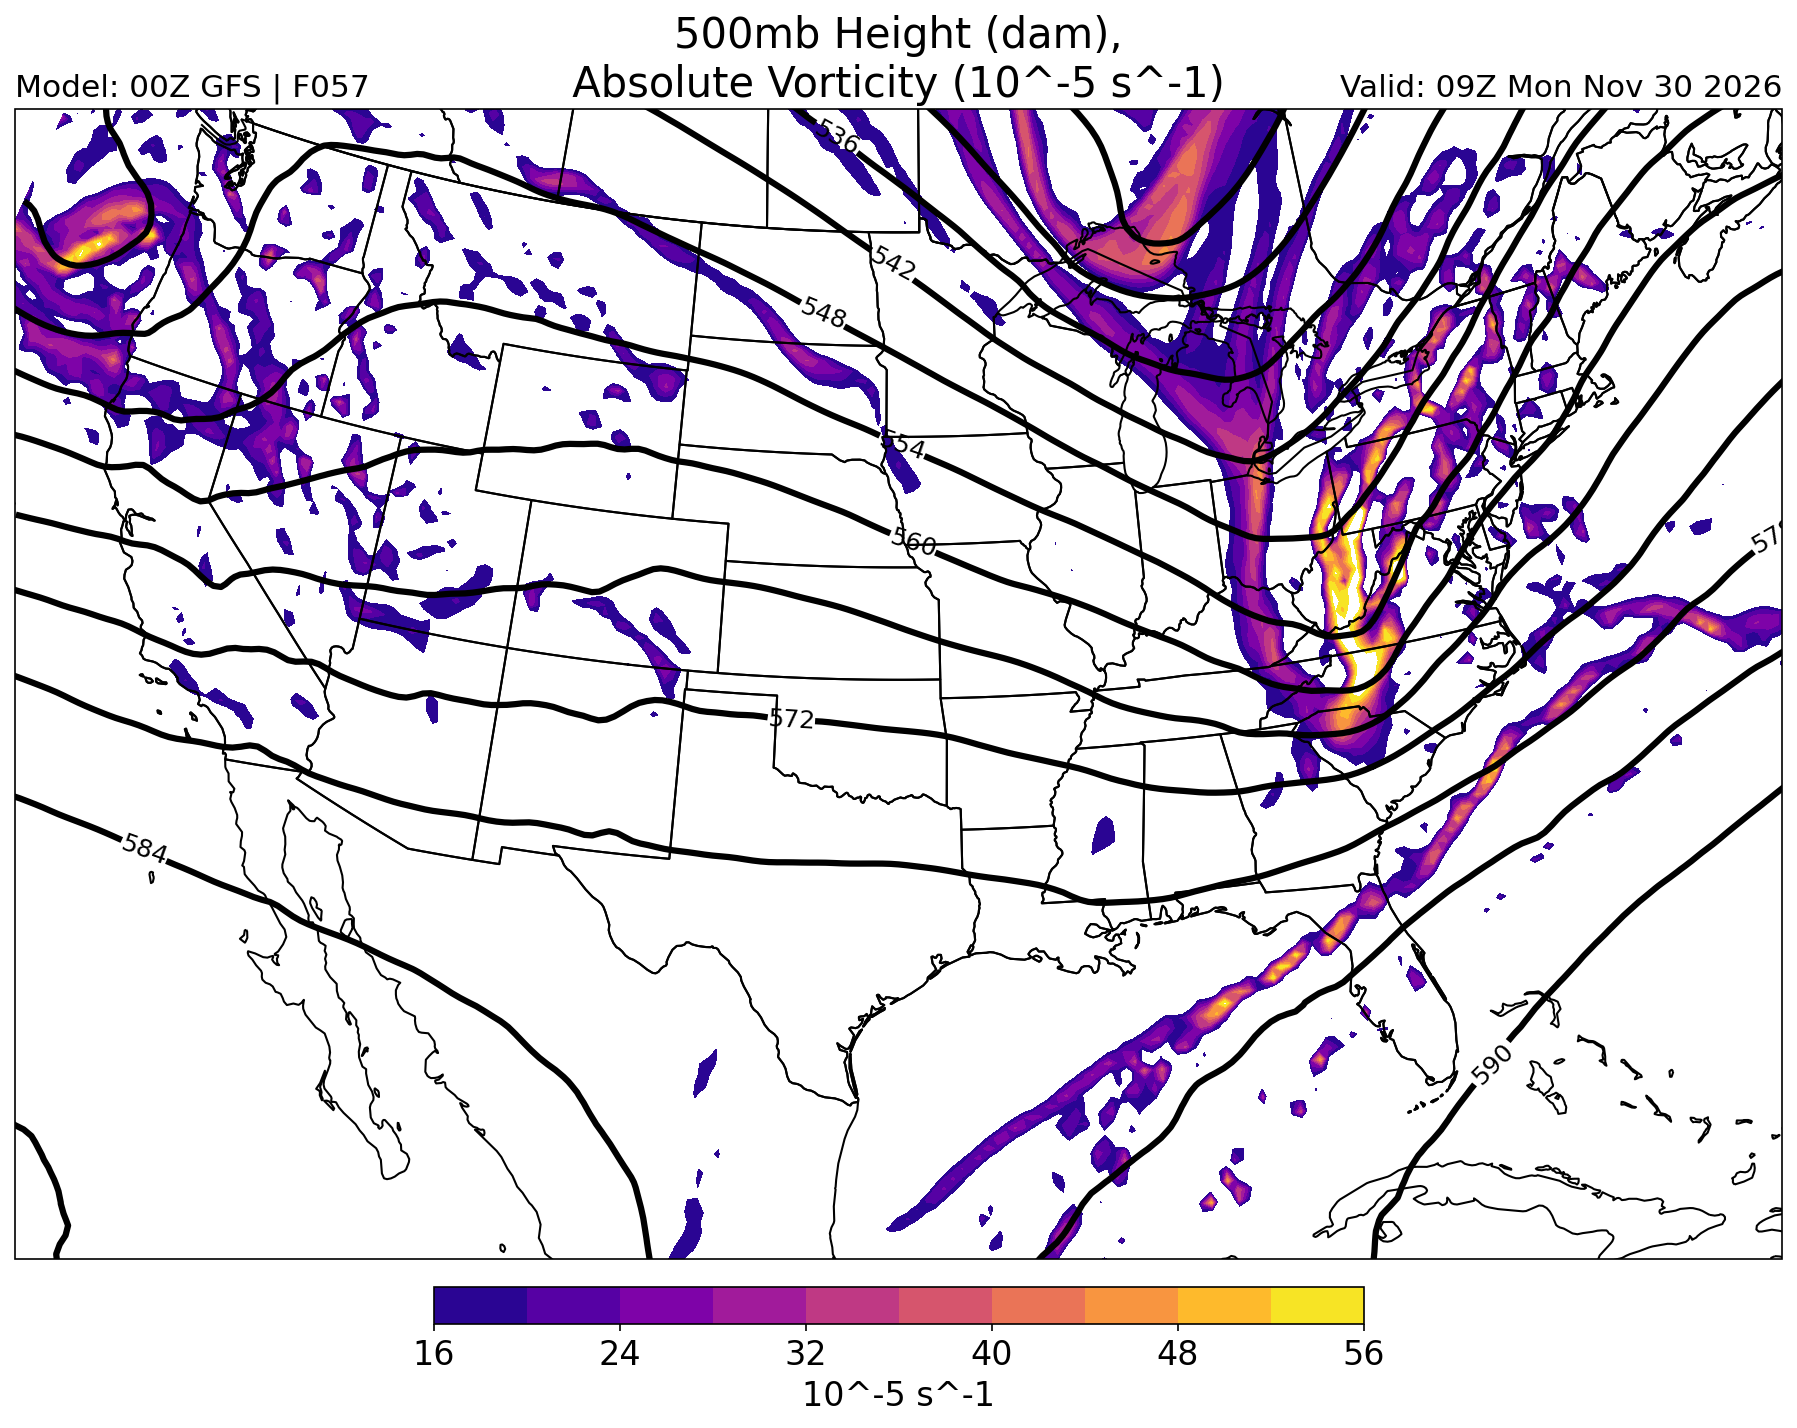 500mb Height (dam),
Absolute Vorticity (10^-5 s^-1)
Model: 00Z GFS | F057
Valid: 09Z Mon Nov 30 2026
536
542
548
554
560
572
584
590
16 24 32 40 48 56
10^-5 s^-1